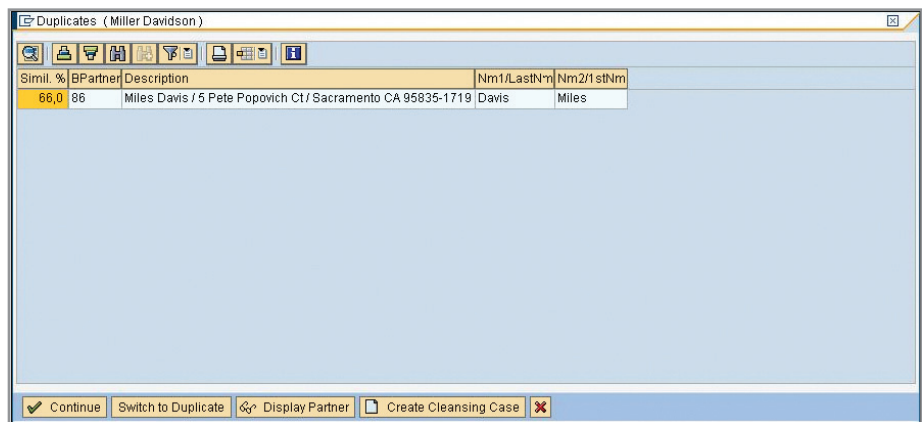 Duplicates (Miller Davidson)
Simil. % BPartner Description Nm1/LastNm Nm2/1stNm
66,0 86 Miles Davis / 5 Pete Popovich Ct / Sacramento CA 95835-1719 Davis Miles
Continue Switch to Duplicate Display Partner Create Cleansing Case